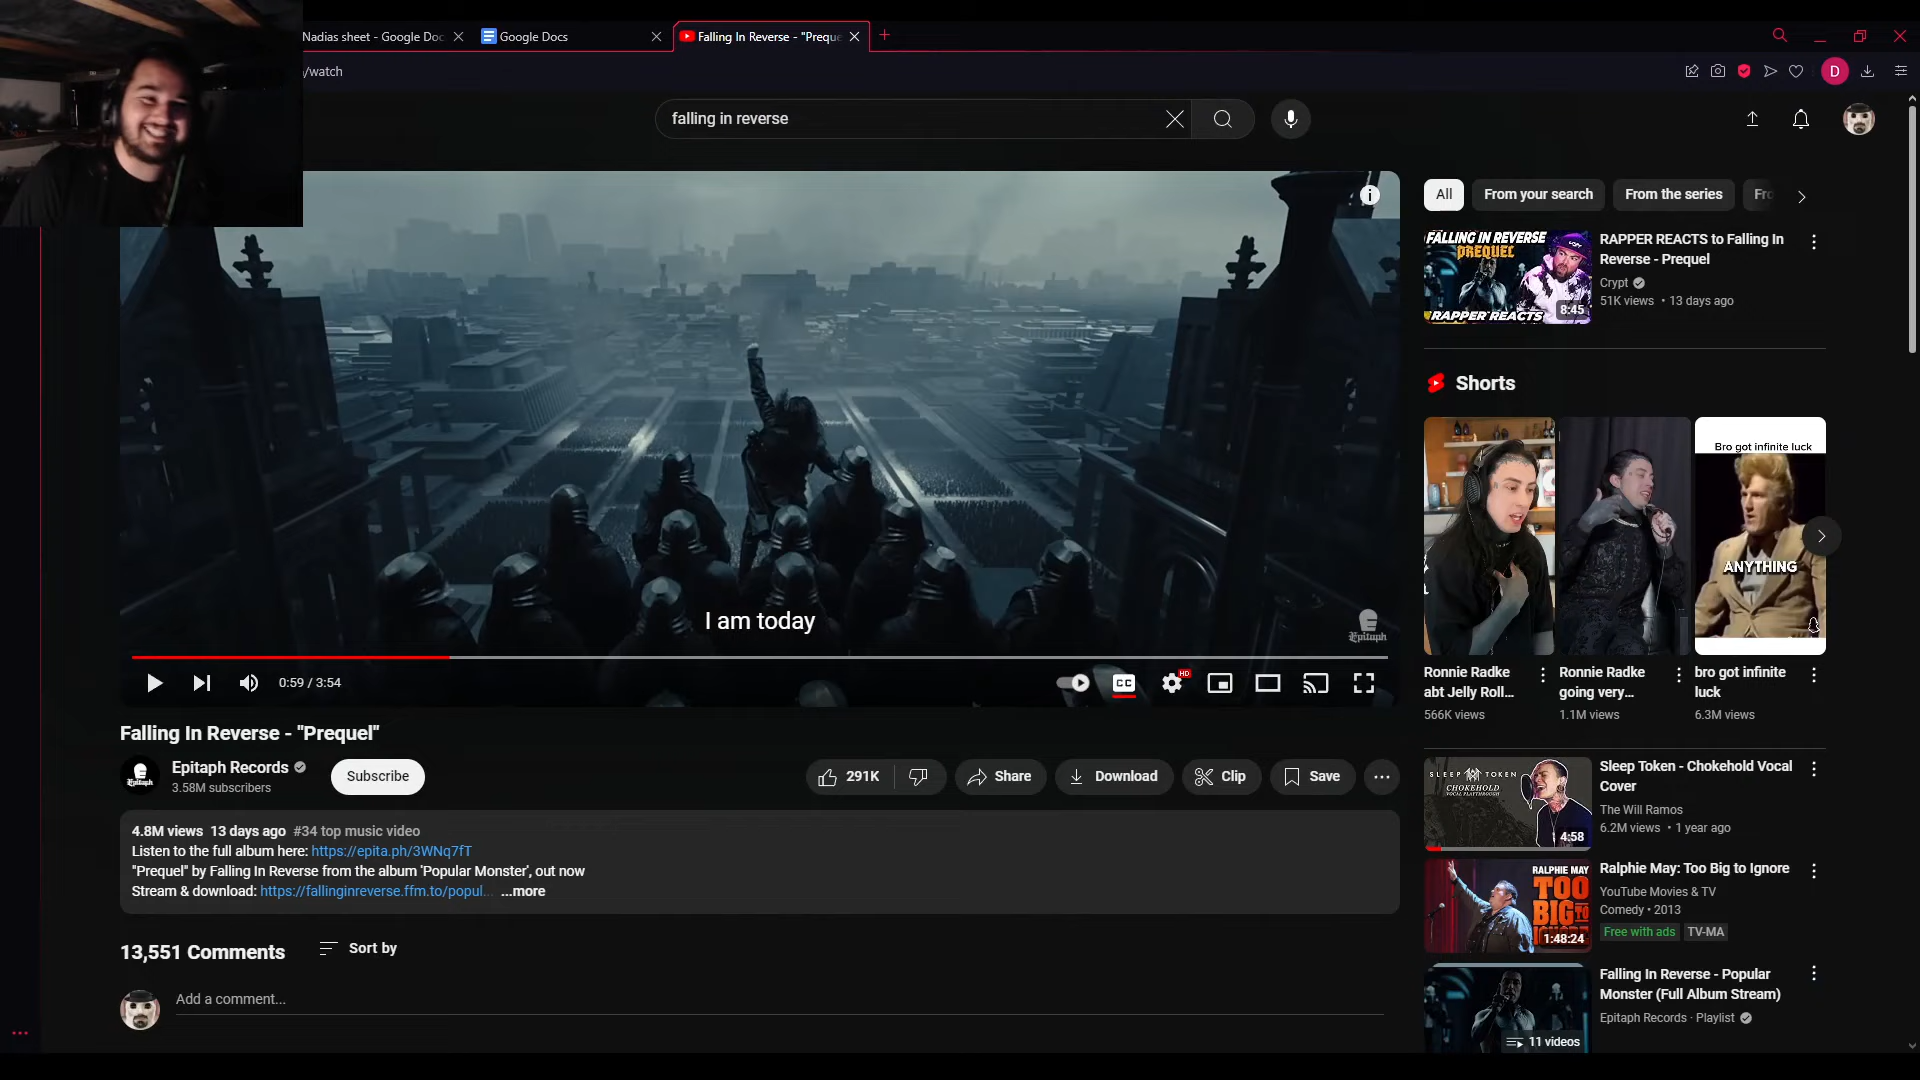 Nadias sheet - Google Doc
Google Docs
Falling In Reverse - "Preque
/watch
D
falling in reverse
I am today
Epitaph
0:59 / 3:54
CC
HD
Falling In Reverse - "Prequel"
Epitaph Records
3.58M subscribers
Subscribe
291K
Share
Download
Clip
Save
4.8M views 13 days ago #34 top music video
Listen to the full album here: https://epita.ph/3WNq7fT
"Prequel" by Falling In Reverse from the album 'Popular Monster', out now
Stream & download: https://fallinginreverse.ffm.to/popul... ...more
13,551 Comments
Sort by
Add a comment...
All
From your search
From the series
Fro
FALLING IN REVERSE
PREQUEL
RAPPER REACTS
8:45
RAPPER REACTS to Falling In
Reverse - Prequel
Crypt
51K views • 13 days ago
Shorts
Bro got infinite luck
ANYTHING
Ronnie Radke
abt Jelly Roll...
566K views
Ronnie Radke
going very...
1.1M views
bro got infinite
luck
6.3M views
SLEEP TOKEN
CHOKEHOLD
VOCAL PLAYTHROUGH
4:58
Sleep Token - Chokehold Vocal
Cover
The Will Ramos
6.2M views • 1 year ago
RALPHIE MAY
TOO
BIG TO
IGNORE
1:48:24
Ralphie May: Too Big to Ignore
YouTube Movies & TV
Comedy • 2013
Free with ads
TV-MA
11 videos
Falling In Reverse - Popular
Monster (Full Album Stream)
Epitaph Records · Playlist